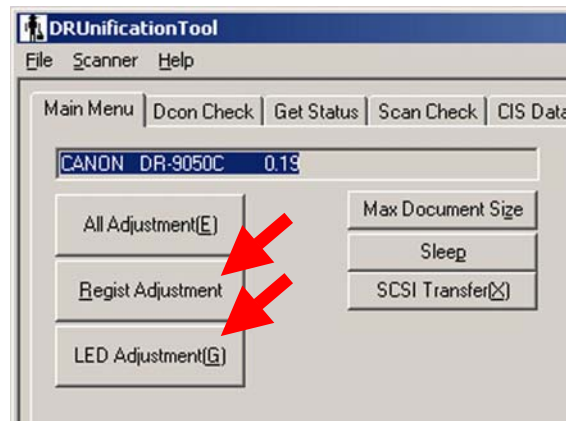 DRUnificationTool
File Scanner Help
Main Menu Dcon Check Get Status Scan Check CIS Data
CANON DR-9050C 0.19
All Adjustment(E)
Regist Adjustment
LED Adjustment(G)
Max Document Size
Sleep
SCSI Transfer(X)